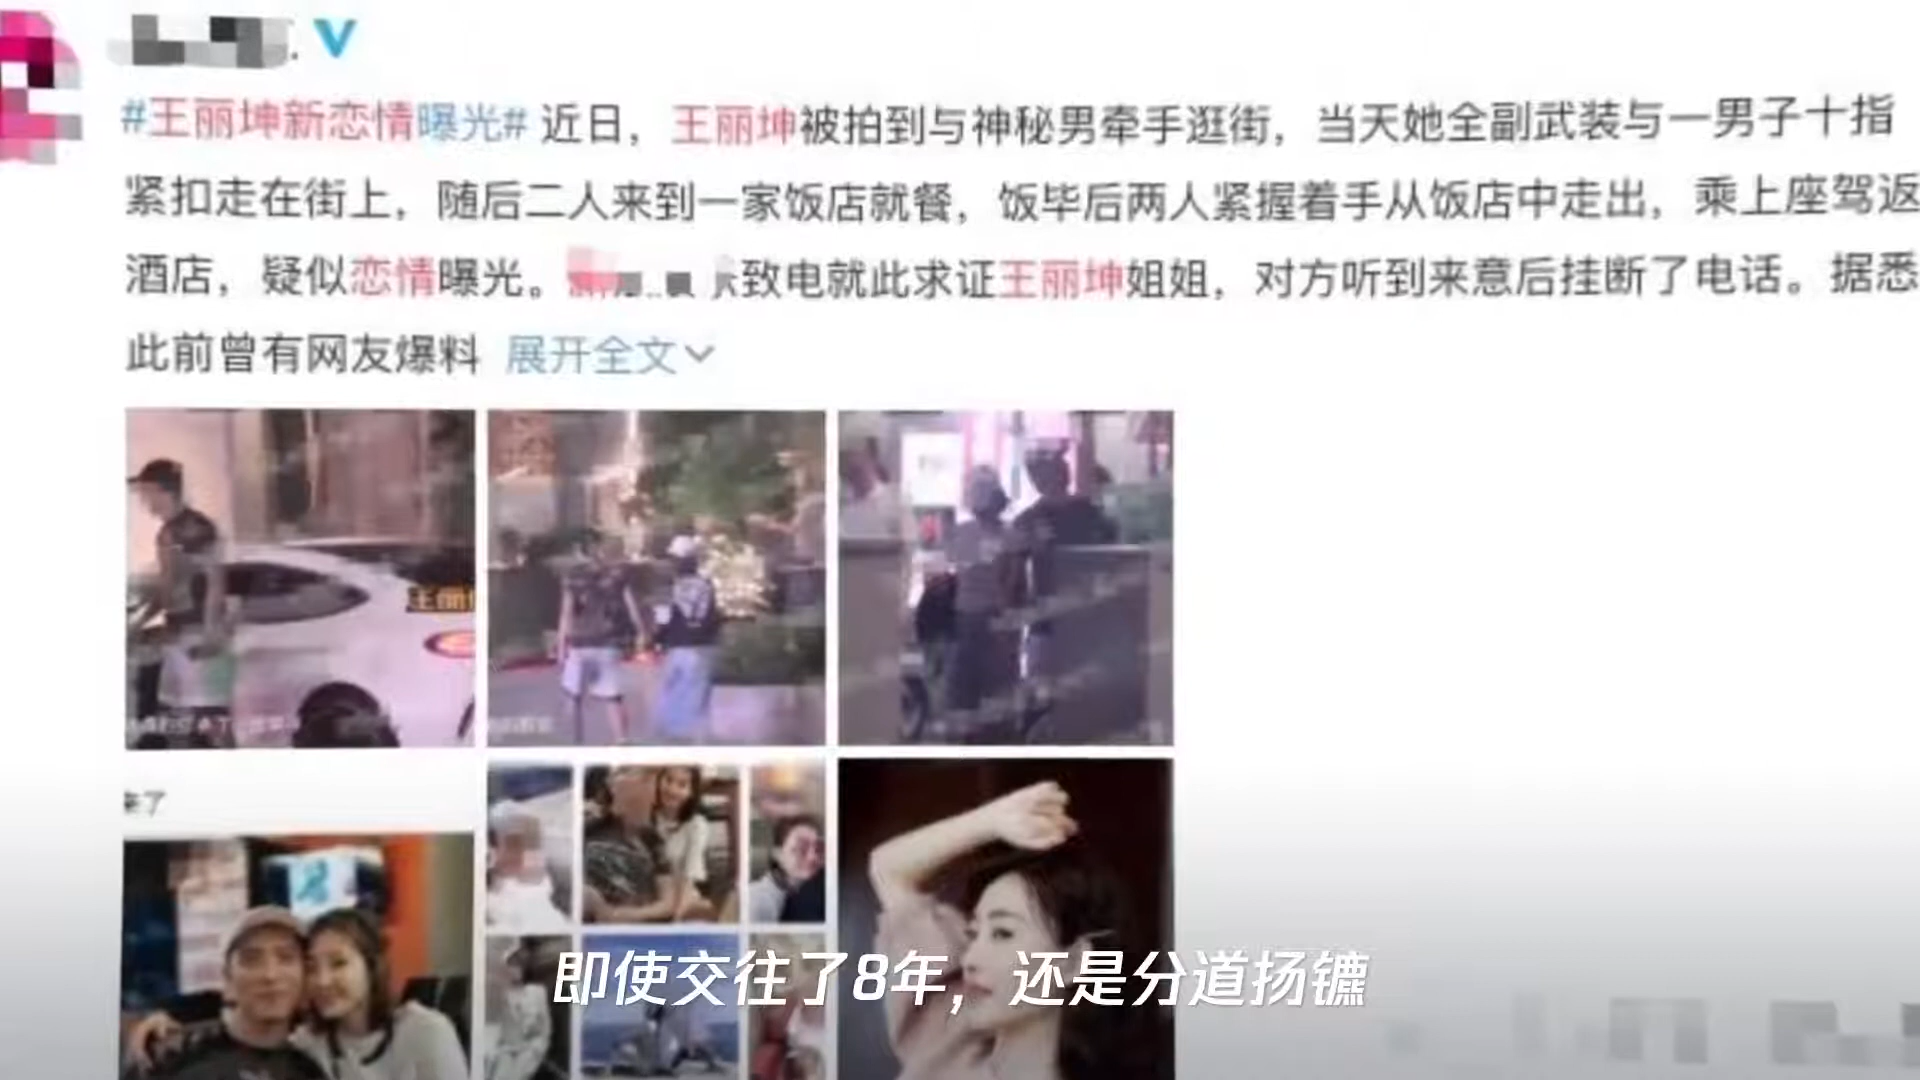 #王丽坤新恋情曝光# 近日，王丽坤被拍到与神秘男牵手逛街，当天她全副武装与一男子十指
紧扣走在街上，随后二人来到一家饭店就餐，饭毕后两人紧握着手从饭店中走出，乘上座驾返
酒店，疑似恋情曝光。致电就此求证王丽坤姐姐，对方听到来意后挂断了电话。据悉
此前曾有网友爆料 展开全文
王丽
来了
即使交往了8年，还是分道扬镳